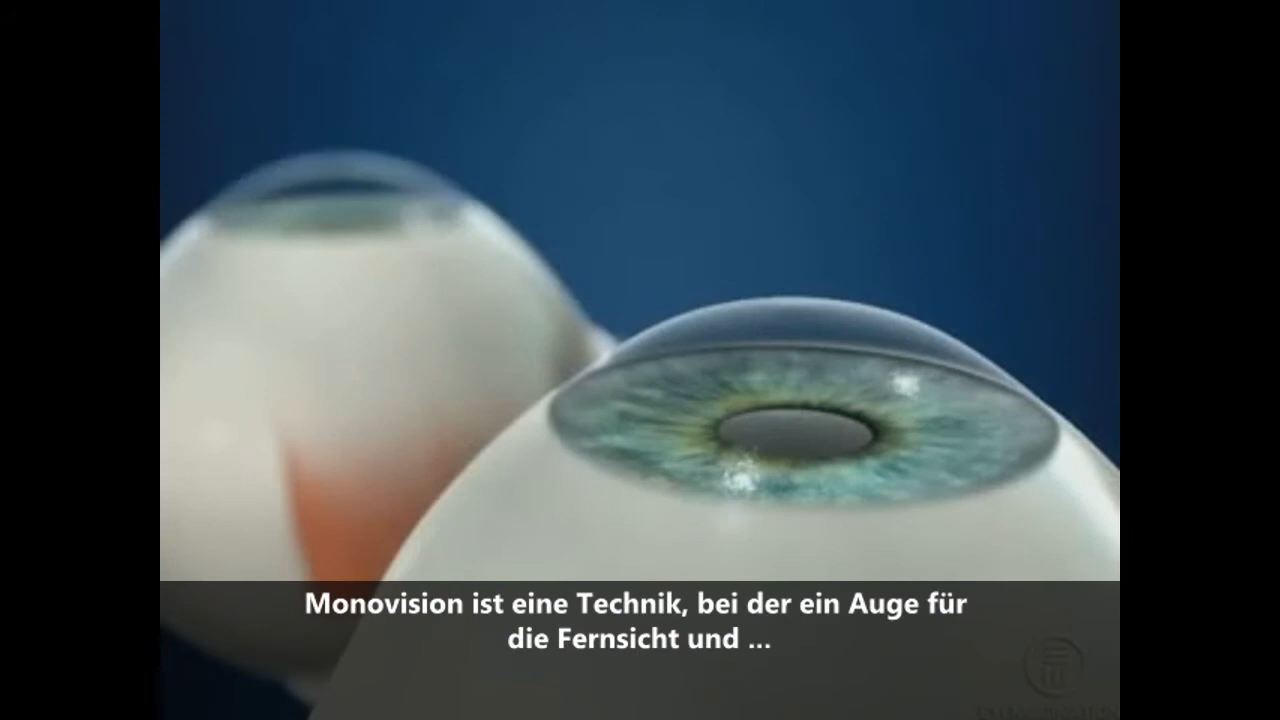 Monovision ist eine Technik, bei der ein Auge für
die Fernsicht und ...